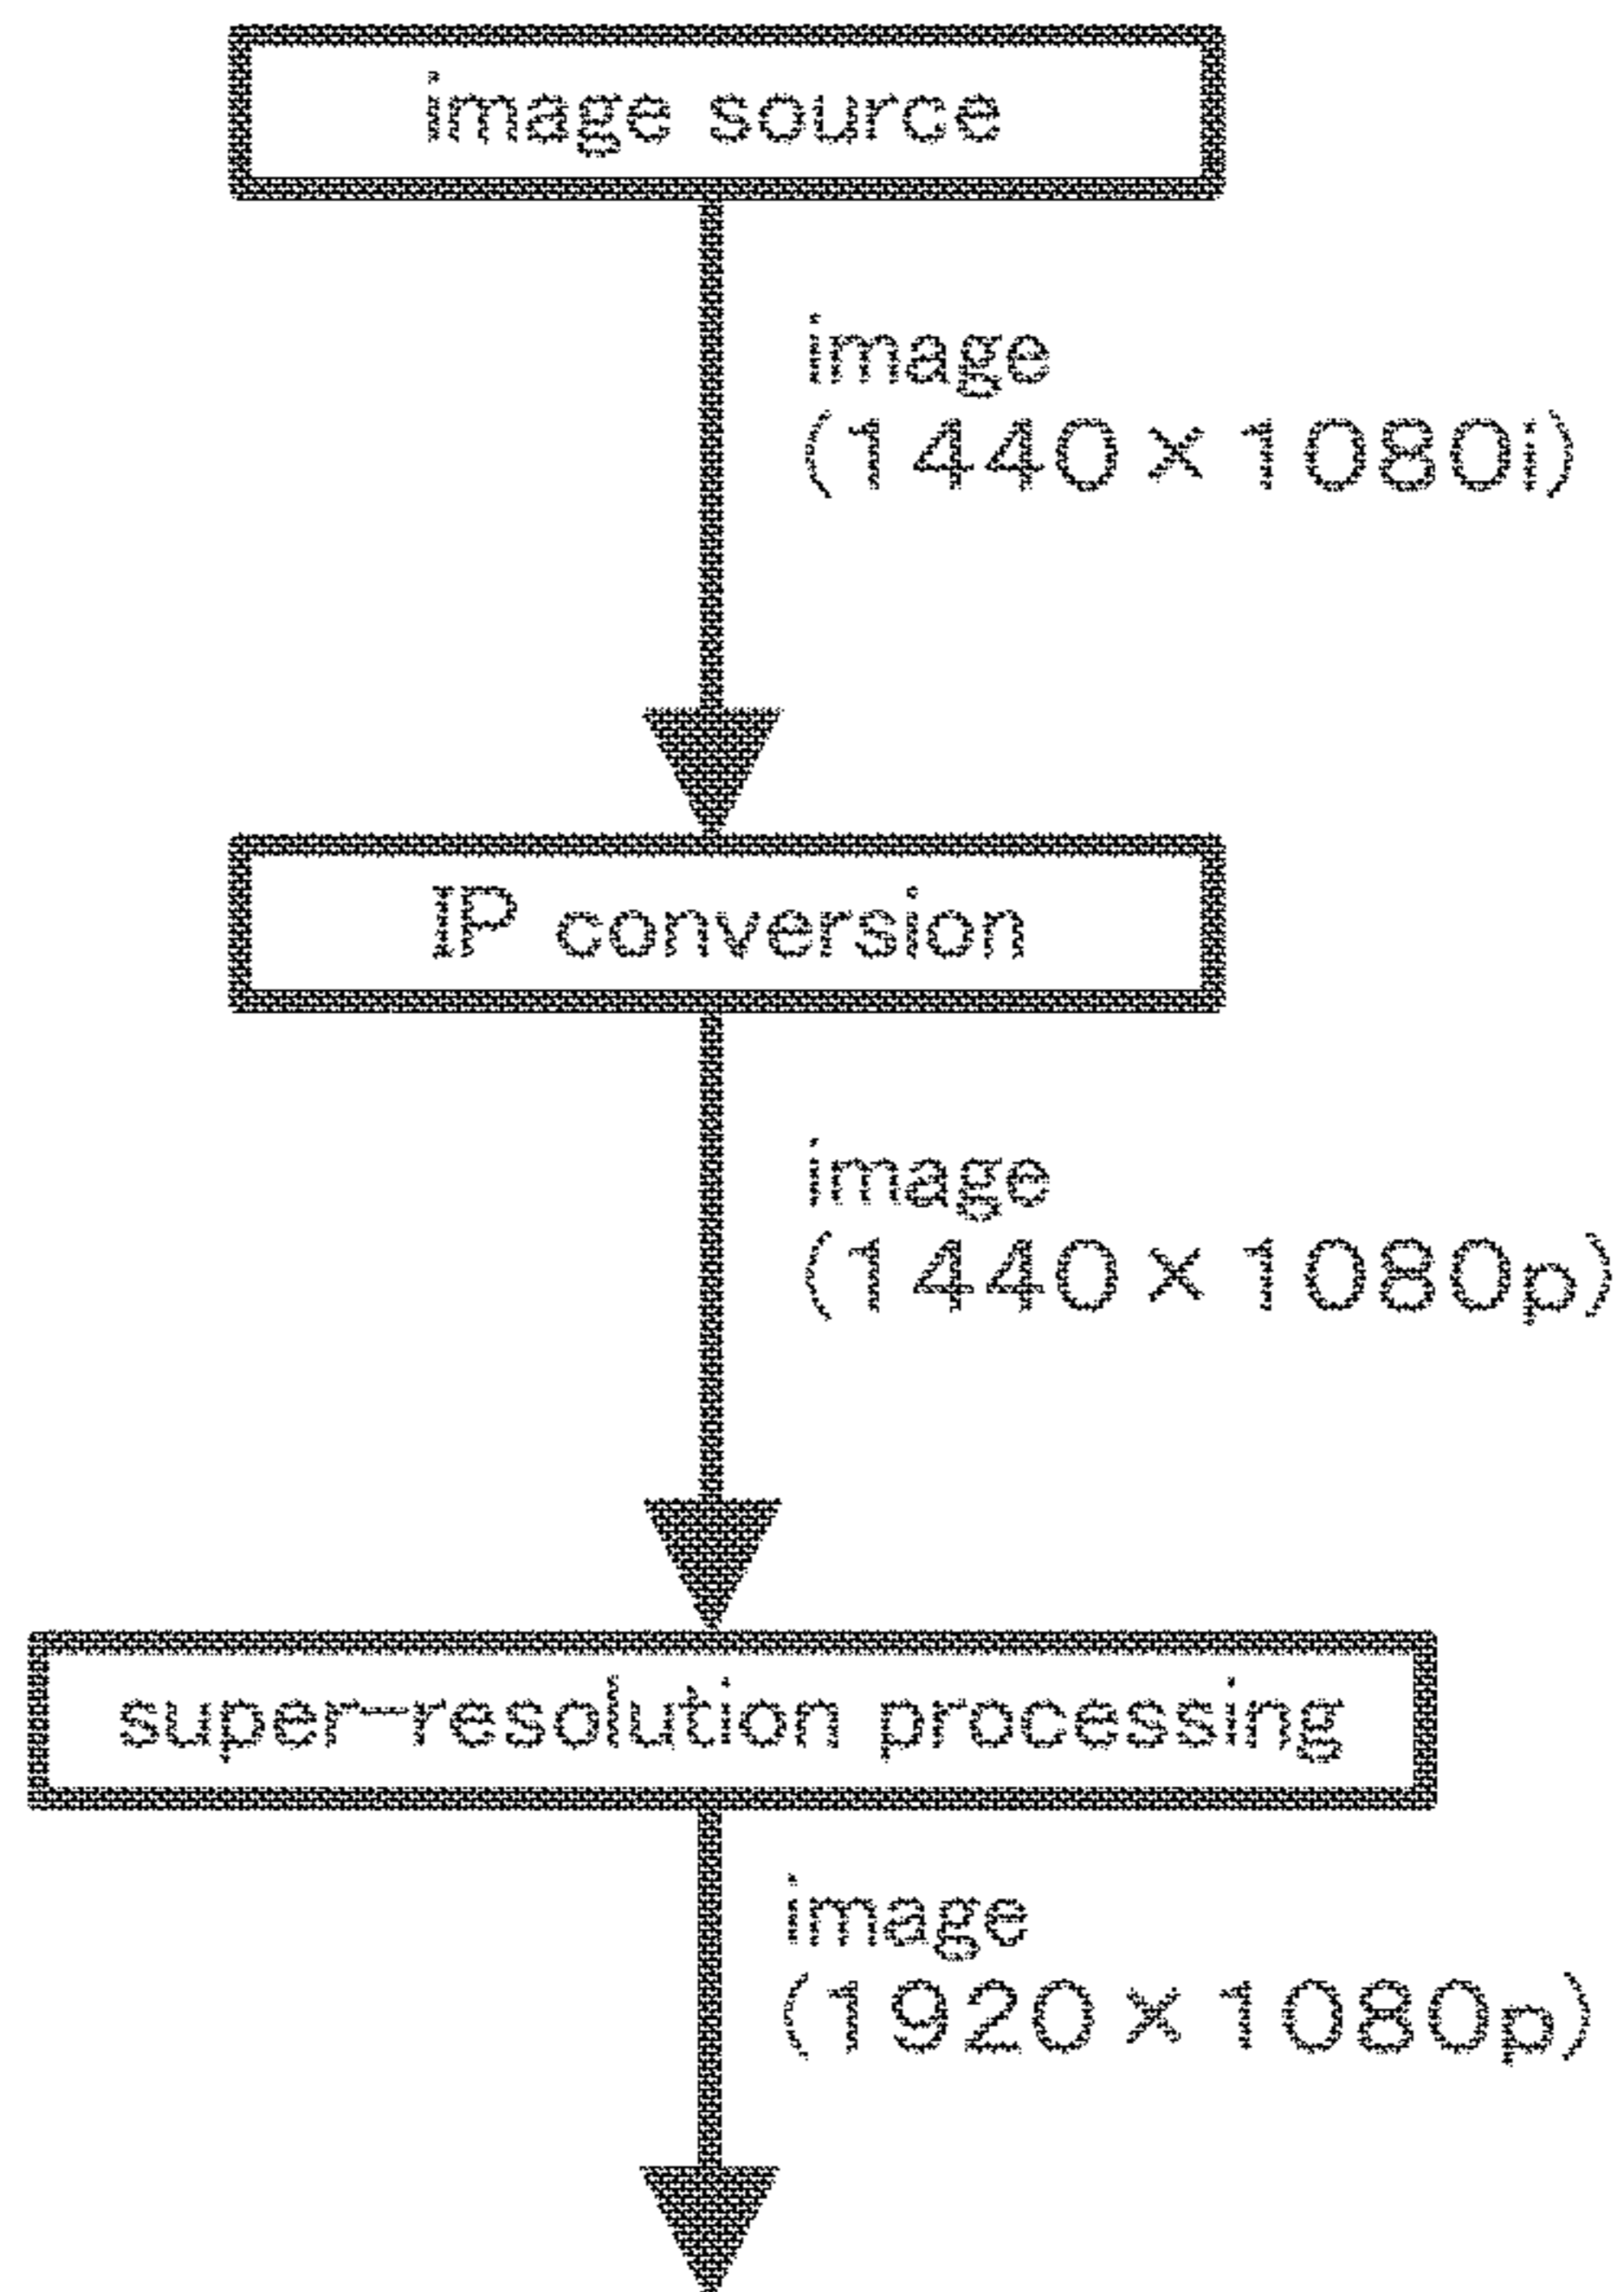 image source
image
(1440×1080i)
IP conversion
image
(1440×1080p)
super-resolution processing
image
(1920×1080p)